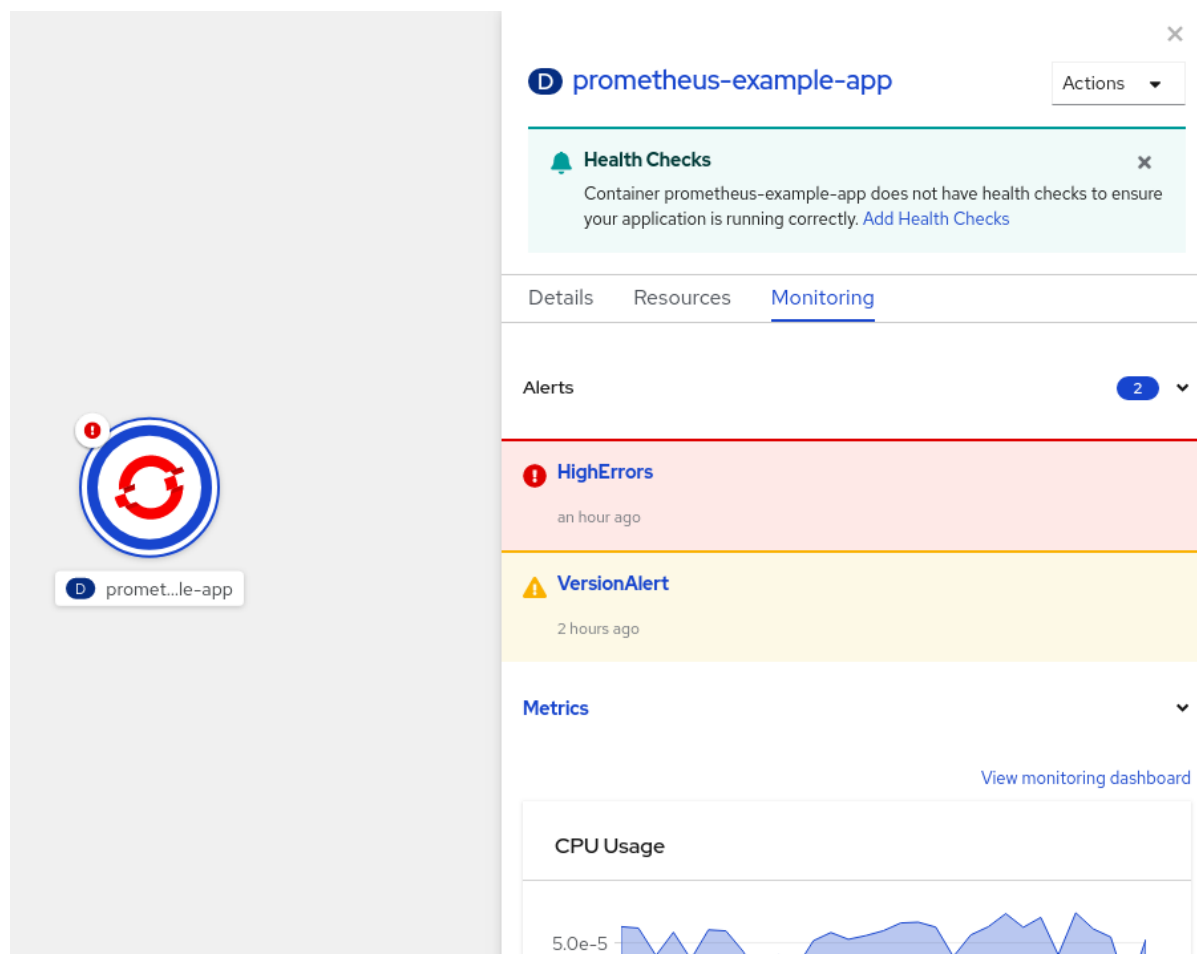 D prometheus-example-app
Actions
Health Checks
Container prometheus-example-app does not have health checks to ensure
your application is running correctly. Add Health Checks
Details Resources Monitoring
Alerts 2
HighErrors
an hour ago
D promet...le-app
VersionAlert
2 hours ago
Metrics
View monitoring dashboard
CPU Usage
5.0e-5